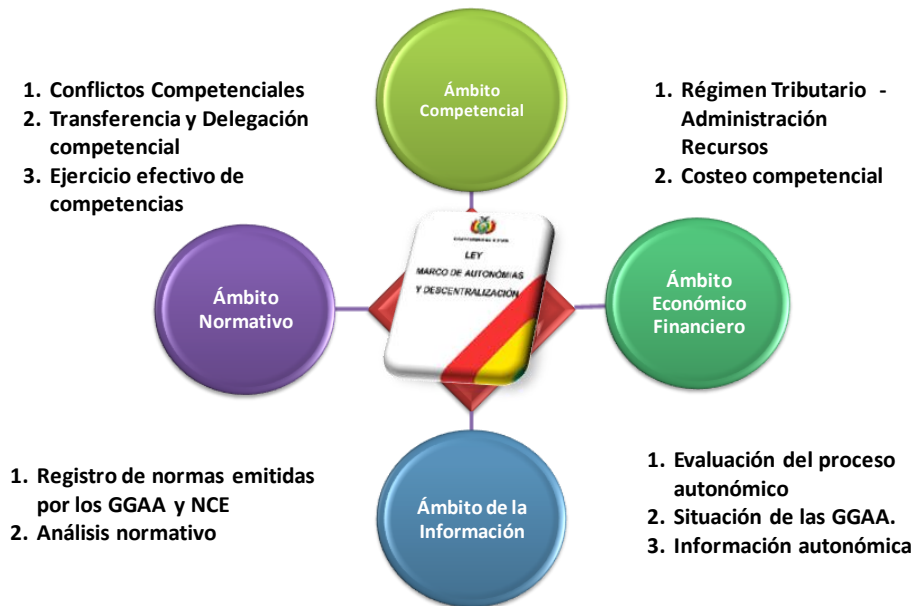 Ámbito
Competencial
1. Conflictos Competenciales
2. Transferencia y Delegación
competencial
3. Ejercicio efectivo de
competencias
1. Régimen Tributario -
Administración
Recursos
2. Costeo competencial
LEY
MARCO DE AUTONOMÍAS
Y DESCENTRALIZACIÓN
Ámbito
Normativo
Ámbito
Económico
Financiero
1. Registro de normas emitidas
por los GGAA y NCE
2. Análisis normativo
Ámbito de la
Información
1. Evaluación del proceso
autonómico
2. Situación de las GGAA.
3. Información autonómica